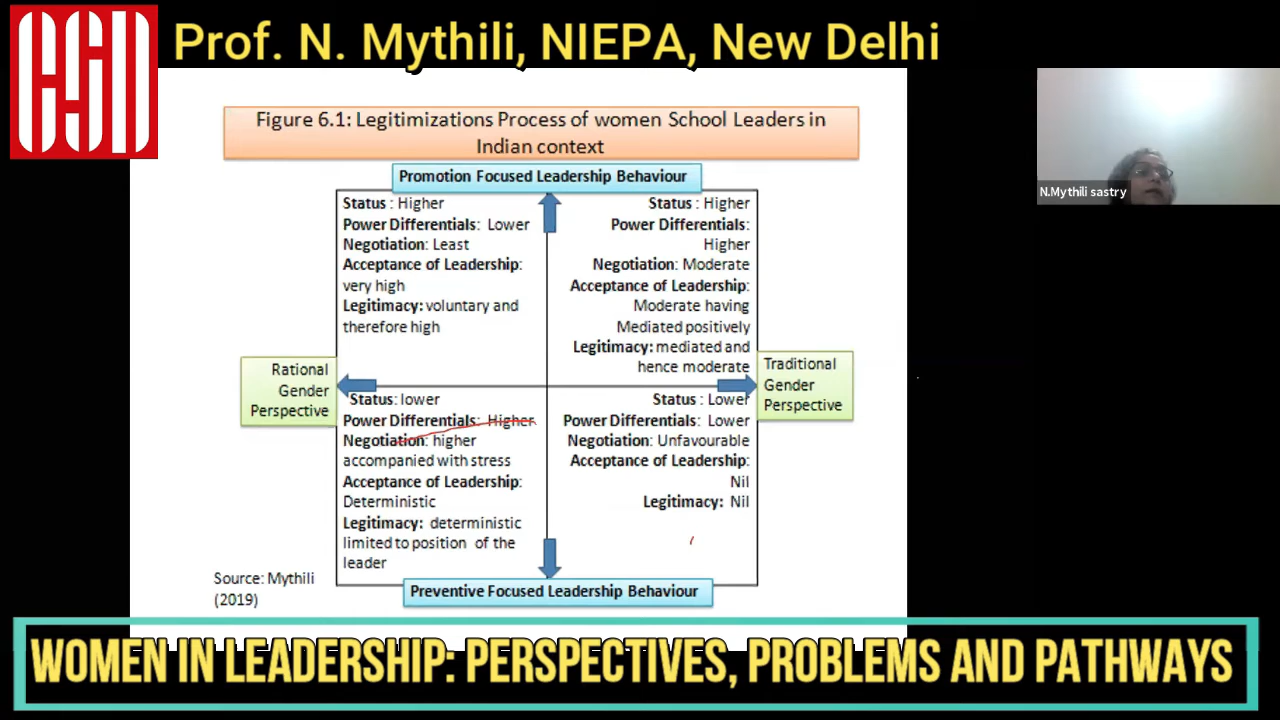 CSD
Prof. N. Mythili, NIEPA, New Delhi
Figure 6.1: Legitimizations Process of women School Leaders in
Indian context
Promotion Focused Leadership Behaviour
Status : Higher
Power Differentials: Lower
Negotiation: Least
Acceptance of Leadership:
very high
Legitimacy: voluntary and
therefore high
Status : Higher
Power Differentials:
Higher
Negotiation: Moderate
Acceptance of Leadership:
Moderate having
Mediated positively
Legitimacy: mediated and
hence moderate
Rational
Gender
Perspective
Traditional
Gender
Perspective
Status: lower
Power Differentials: Higher
Negotiation: higher
accompanied with stress
Acceptance of Leadership:
Deterministic
Legitimacy: deterministic
limited to position of the
leader
Status : Lower
Power Differentials: Lower
Negotiation: Unfavourable
Acceptance of Leadership:
Nil
Legitimacy: Nil
Preventive Focused Leadership Behaviour
Source: Mythili
(2019)
N.Mythili sastry
WOMEN IN LEADERSHIP: PERSPECTIVES, PROBLEMS AND PATHWAYS